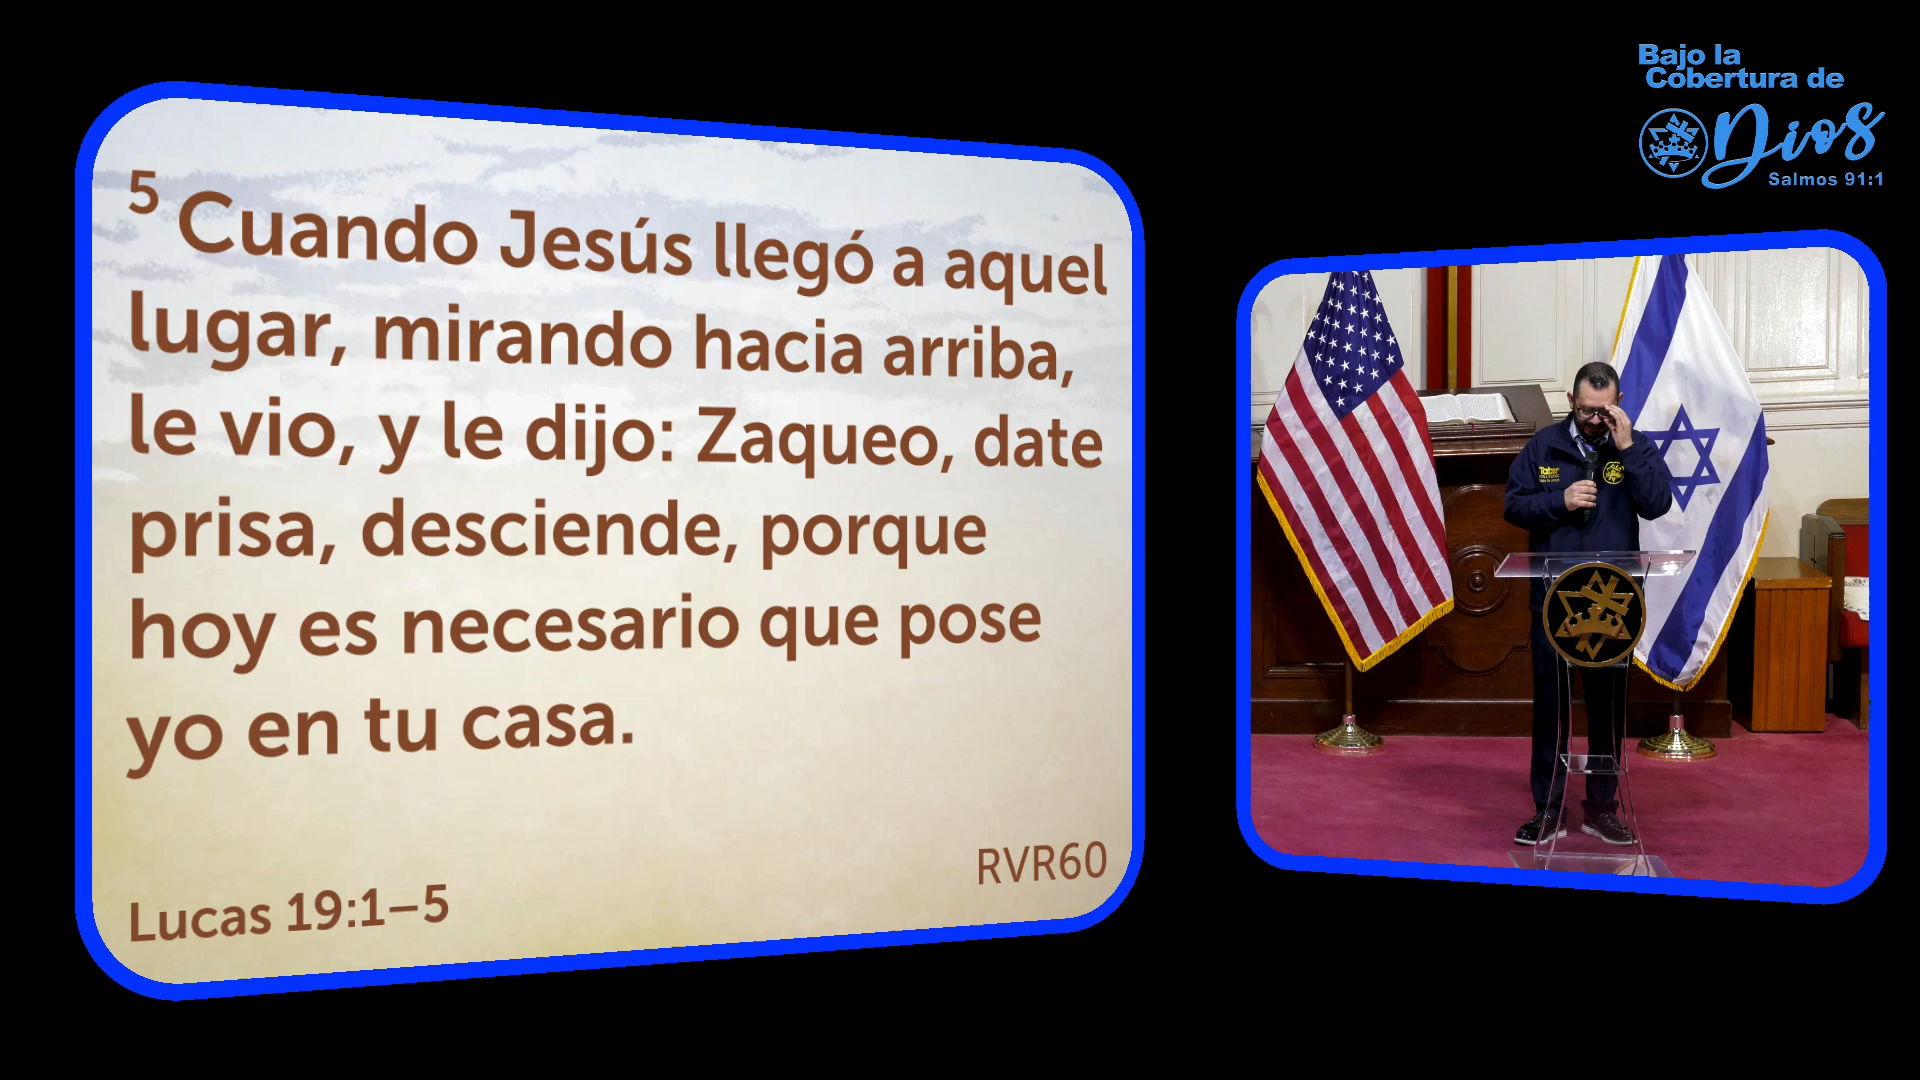 5 Cuando Jesús llegó a aquel
lugar, mirando hacia arriba,
le vio, y le dijo: Zaqueo, date
prisa, desciende, porque
hoy es necesario que pose
yo en tu casa.
RVR60
Lucas 19:1–5
Bajo la
Cobertura de
Dios
Salmos 91:1